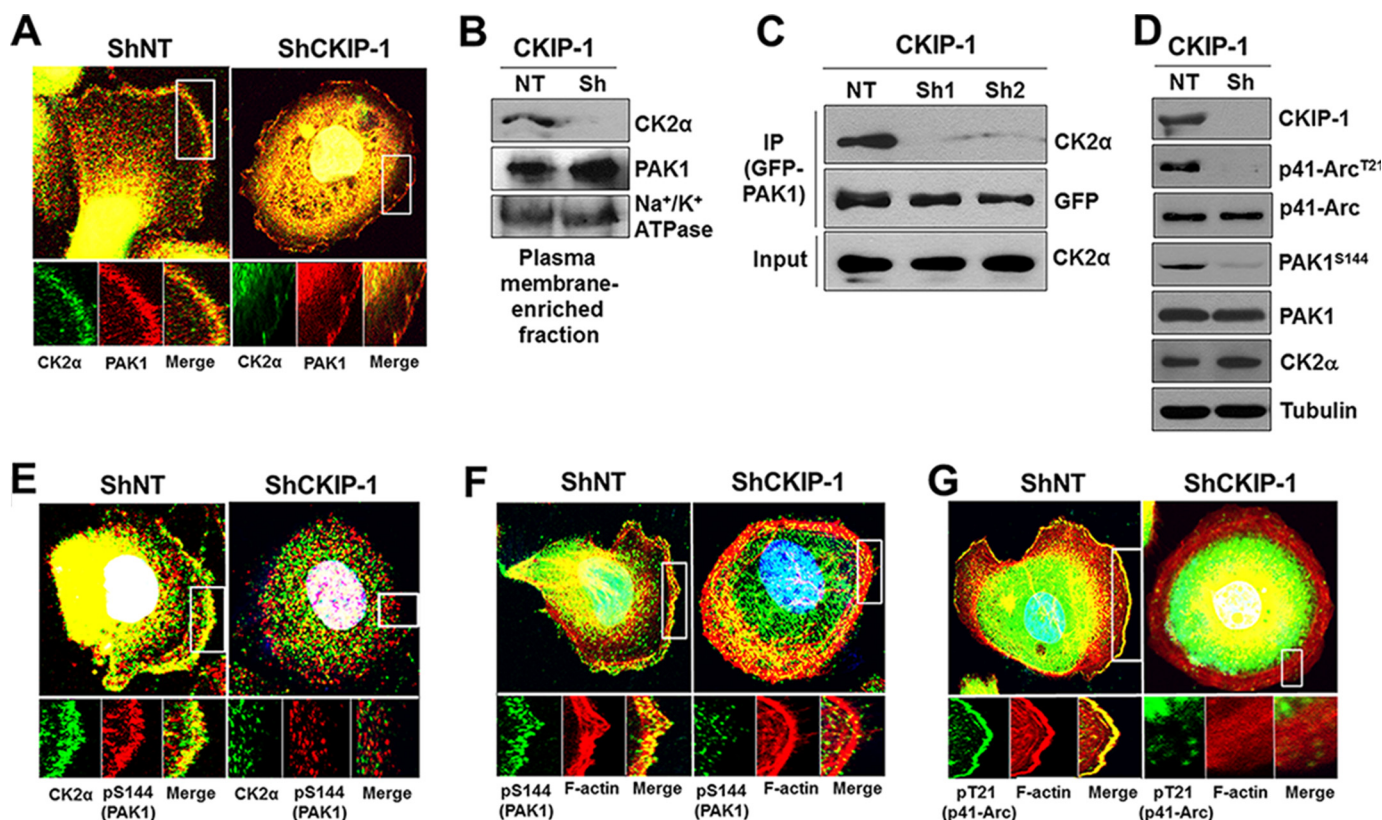 A
ShNT
ShCKIP-1
CK2α
PAK1
Merge
CK2α
PAK1
Merge
B
CKIP-1
NT
Sh
CK2α
PAK1
Na⁺/K⁺
ATPase
Plasma
membrane-
enriched
fraction
C
CKIP-1
NT
Sh1
Sh2
IP
(GFP-
PAK1)
CK2α
GFP
Input
CK2α
D
CKIP-1
NT
Sh
CKIP-1
p41-Arcᵀ²¹
p41-Arc
PAK1ˢ¹⁴⁴
PAK1
CK2α
Tubulin
E
ShNT
ShCKIP-1
CK2α
pS144
(PAK1)
Merge
CK2α
pS144
(PAK1)
Merge
F
ShNT
ShCKIP-1
pS144
(PAK1)
F-actin
Merge
pS144
(PAK1)
F-actin
Merge
G
ShNT
ShCKIP-1
pT21
(p41-Arc)
F-actin
Merge
pT21
(p41-Arc)
F-actin
Merge